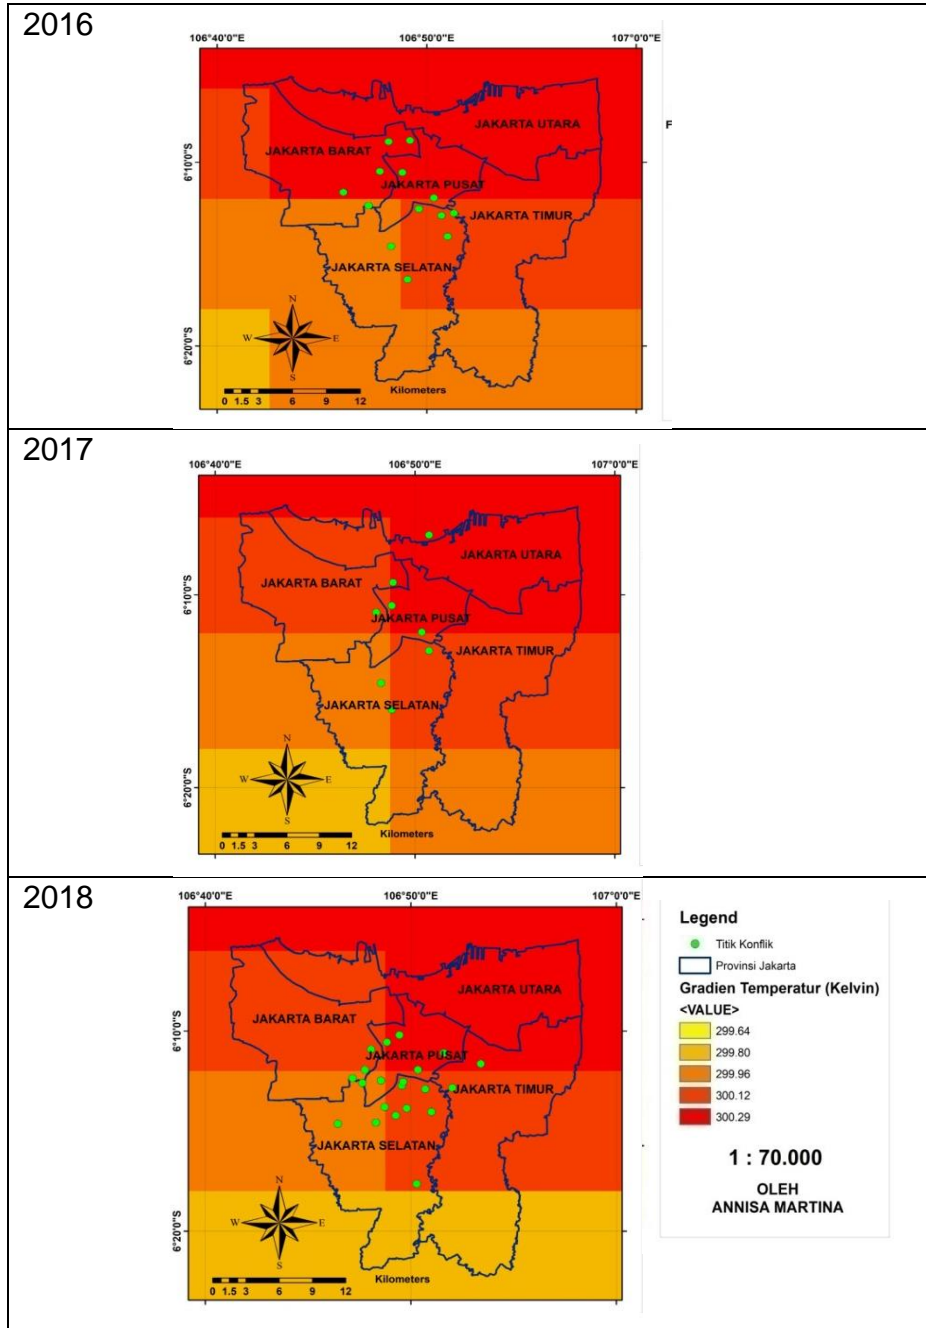 2016
106°40'0"E 106°50'0"E 107°0'0"E
JAKARTA UTARA
F
JAKARTA BARAT
6°10'0"S
JAKARTA PUSAT
JAKARTA TIMUR
JAKARTA SELATAN
N
W E
6°20'0"S
S
Kilometers
0 1.5 3 6 9 12
2017
106°40'0"E 106°50'0"E 107°0'0"E
JAKARTA UTARA
JAKARTA BARAT
6°10'0"S
JAKARTA PUSAT
JAKARTA TIMUR
JAKARTA SELATAN
N
W E
6°20'0"S
S
Kilometers
0 1.5 3 6 9 12
2018
106°40'0"E 106°50'0"E 107°0'0"E
JAKARTA UTARA
JAKARTA BARAT
6°10'0"S
JAKARTA PUSAT
JAKARTA TIMUR
JAKARTA SELATAN
N
W E
6°20'0"S
S
Kilometers
0 1.5 3 6 9 12
Legend
Titik Konflik
Provinsi Jakarta
Gradien Temperatur (Kelvin)
<VALUE>
299.64
299.80
299.96
300.12
300.29
1 : 70.000
OLEH
ANNISA MARTINA